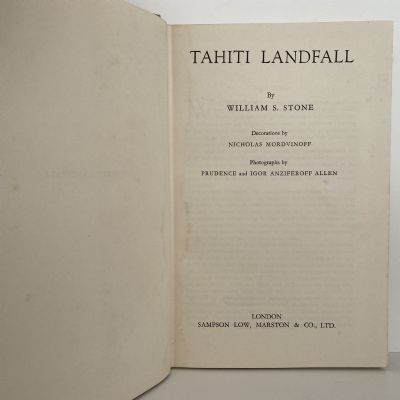 TAHITI LANDFALL
By
WILLIAM S. STONE
Decorations by
NICHOLAS MORDVINOFF
Photographs by
PRUDENCE and IGOR ANZIFEROFF ALLEN
LONDON
SAMPSON LOW, MARSTON & CO., LTD.